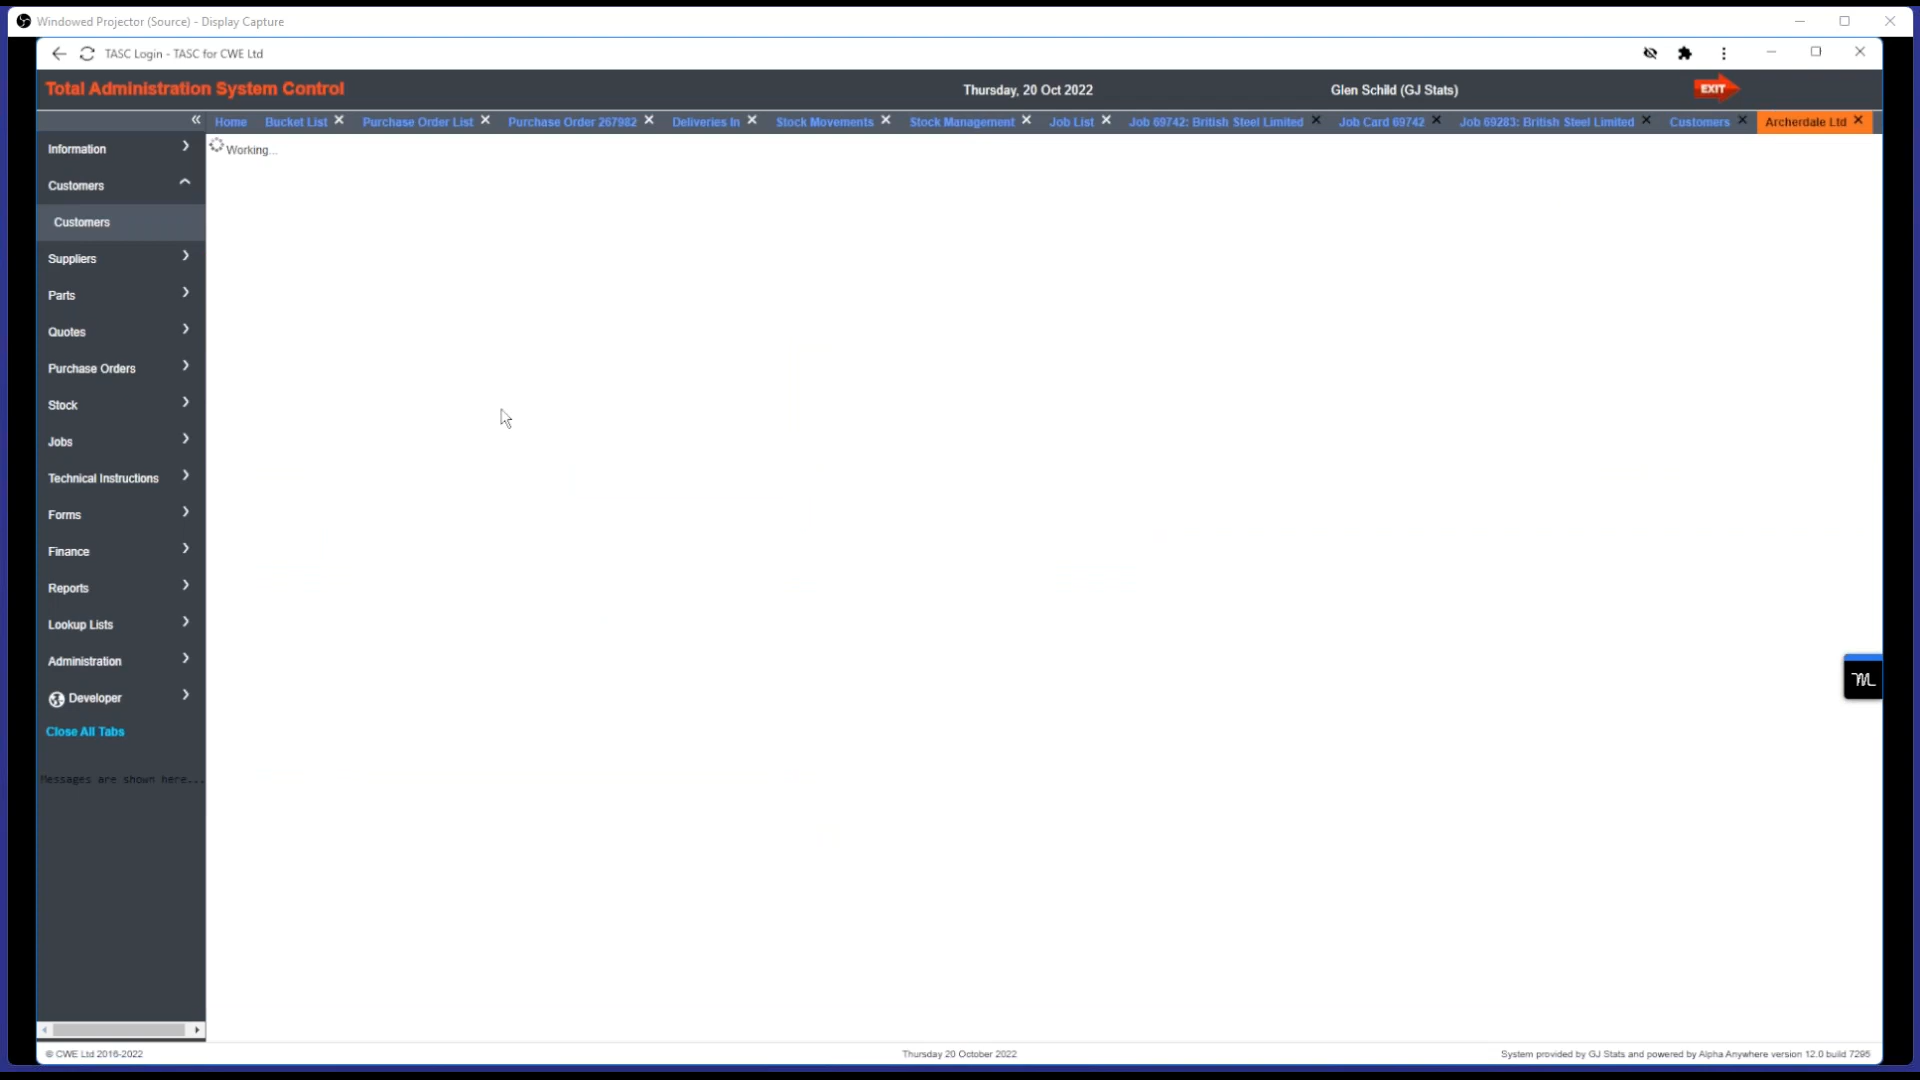 Windowed Projector (Source) - Display Capture
TASC Login - TASC for CWE Ltd
Total Administration System Control
Thursday, 20 Oct 2022
Glen Schild (GJ Stats)
EXIT
« Home Bucket List × Purchase Order List × Purchase Order 267982 × Deliveries In × Stock Movements × Stock Management × Job List × Job 69742: British Steel Limited × Job Card 69742 × Job 69283: British Steel Limited × Customers × Archerdale Ltd ×
Working...
Information
Customers
Customers
Suppliers
Parts
Quotes
Purchase Orders
Stock
Jobs
Technical Instructions
Forms
Finance
Reports
Lookup Lists
Administration
Developer
Close All Tabs
Messages are shown here...
© CWE Ltd 2016-2022
Thursday 20 October 2022
System provided by GJ Stats and powered by Alpha Anywhere version 12.0 build 7295